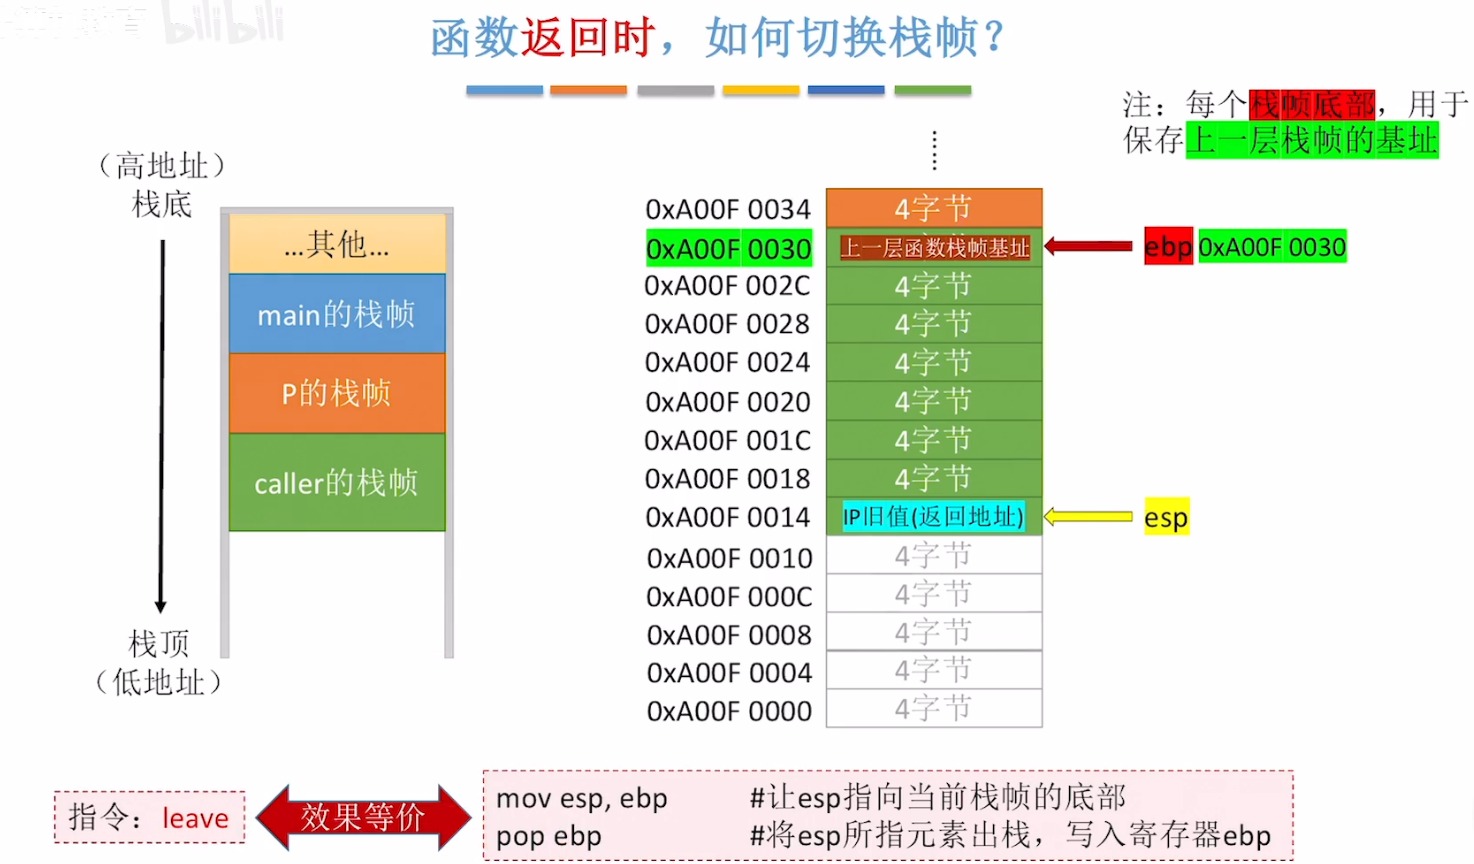 bilibili
函数返回时，如何切换栈帧？
注：每个栈帧底部，用于
保存上一层栈帧的基址
（高地址）
栈底
...其他...
main的栈帧
P的栈帧
caller的栈帧
栈顶
（低地址）
0xA00F 0034 4字节
0xA00F 0030 上一层函数栈帧基址 ebp 0xA00F 0030
0xA00F 002C 4字节
0xA00F 0028 4字节
0xA00F 0024 4字节
0xA00F 0020 4字节
0xA00F 001C 4字节
0xA00F 0018 4字节
0xA00F 0014 IP旧值(返回地址) esp
0xA00F 0010 4字节
0xA00F 000C 4字节
0xA00F 0008 4字节
0xA00F 0004 4字节
0xA00F 0000 4字节
指令：leave
效果等价
mov esp, ebp #让esp指向当前栈帧的底部
pop ebp #将esp所指元素出栈，写入寄存器ebp